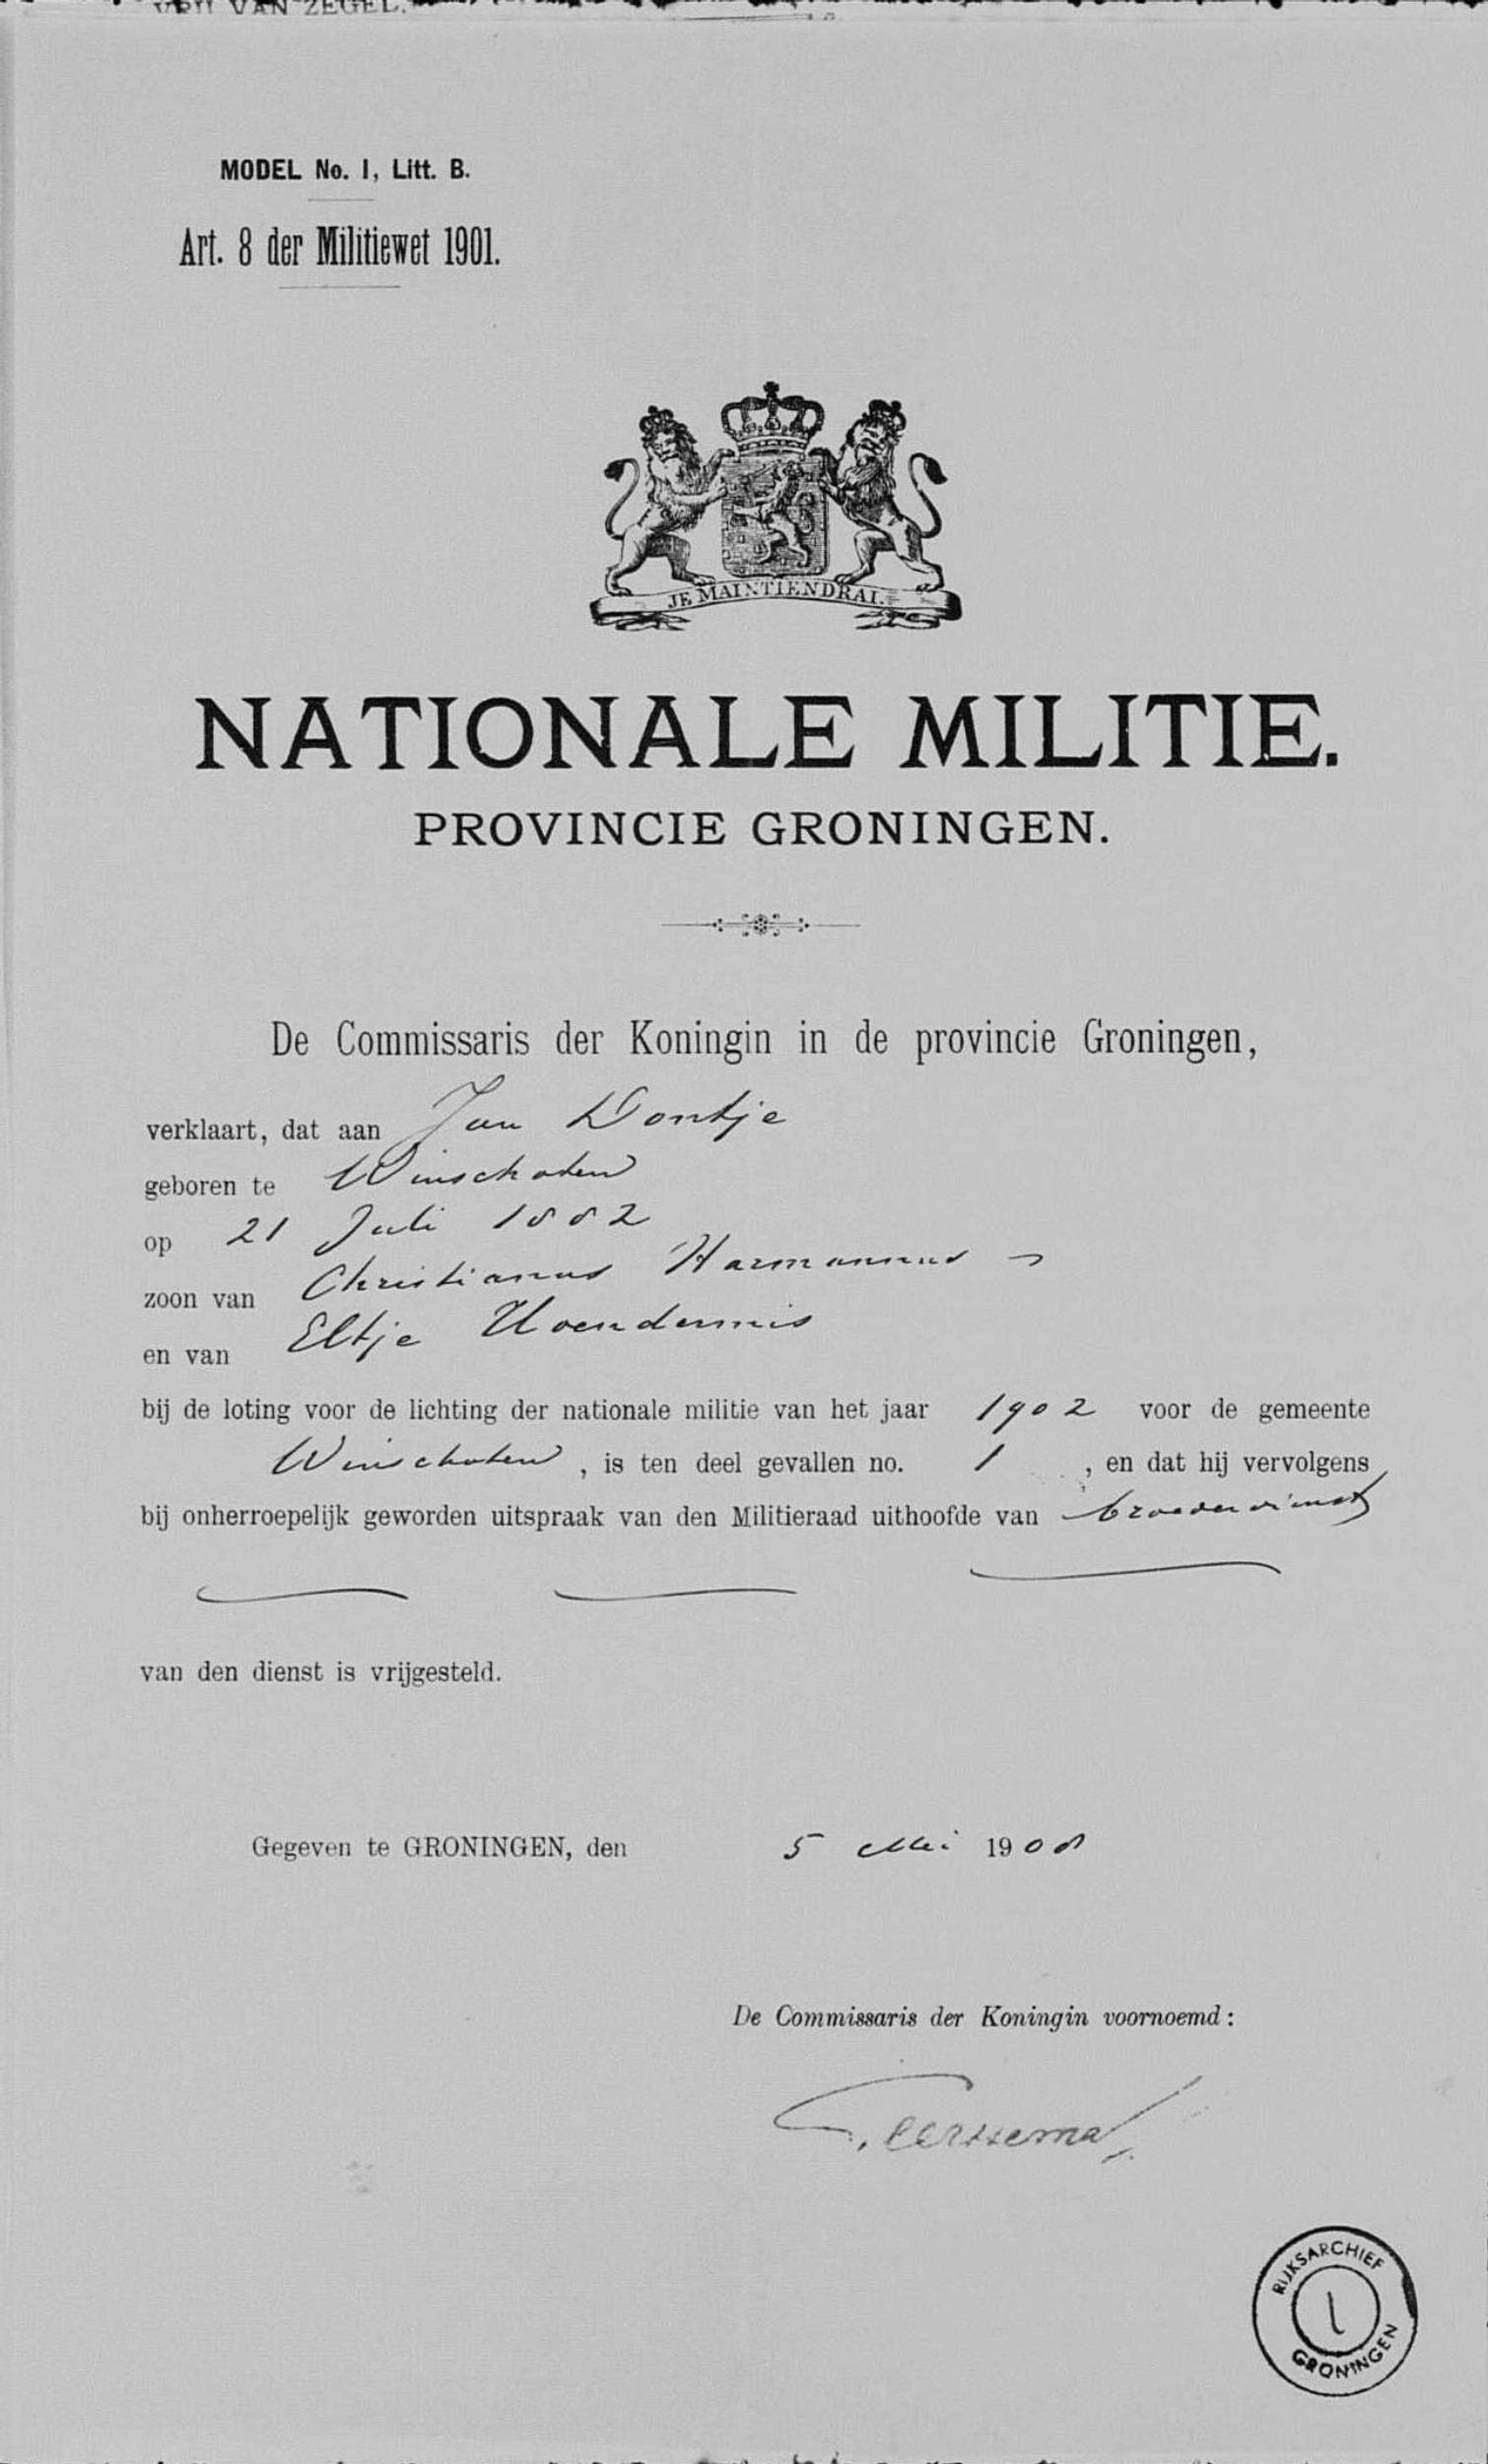 VRIJ VAN ZEGEL.
MODEL No. I, Litt. B.
Art. 8 der Militiewet 1901.
JE MAINTIENDRAI.
NATIONALE MILITIE.
PROVINCIE GRONINGEN.
De Commissaris der Koningin in de provincie Groningen,
verklaart, dat aan Jan Dontje
geboren te Winschoten
op 21 Juli 1882
zoon van Christianus Harmannus
en van Eltje Hoendermis
bij de loting voor de lichting der nationale militie van het jaar 1902 voor de gemeente
Winschoten, is ten deel gevallen no. 1, en dat hij vervolgens
bij onherroepelijk geworden uitspraak van den Militieraad uithoofde van broederdienst
van den dienst is vrijgesteld.
Gegeven te GRONINGEN, den 5 Mei 1908
De Commissaris der Koningin voornoemd:
RIJKSARCHIEF
GRONINGEN